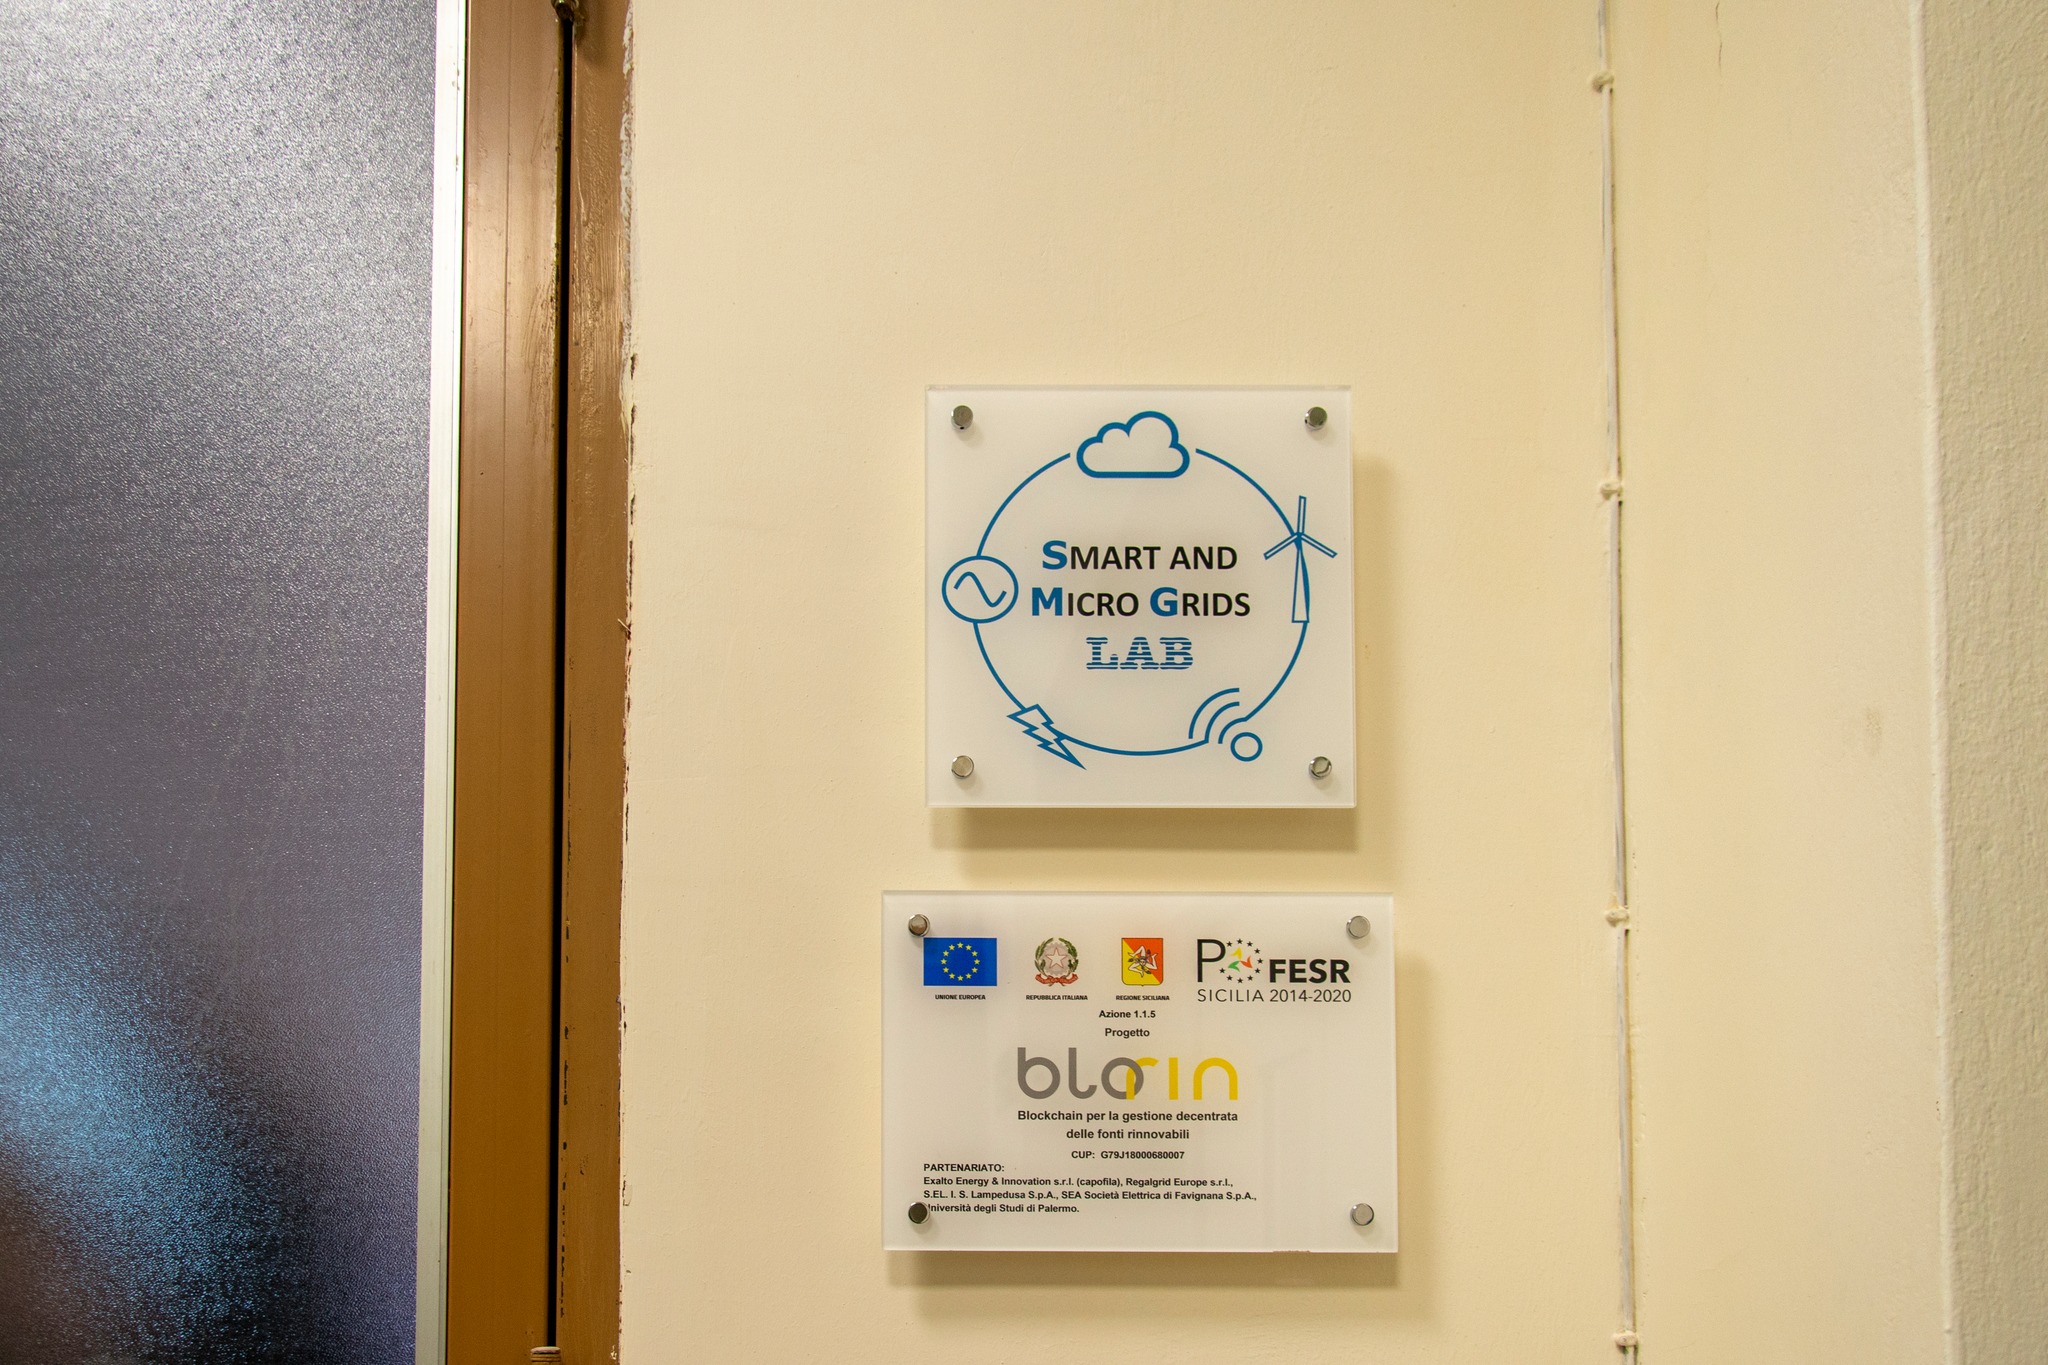 SMART AND
MICRO GRIDS
LAB
UNIONE EUROPEA
REPUBBLICA ITALIANA
REGIONE SICILIANA
PO FESR
SICILIA 2014-2020
Azione 1.1.5
Progetto
blorin
Blockchain per la gestione decentrata
delle fonti rinnovabili
CUP: G79J18000680007
PARTENARIATO:
Exalto Energy & Innovation s.r.l. (capofila), Regalgrid Europe s.r.l.,
S.EL. I. S. Lampedusa S.p.A., SEA Società Elettrica di Favignana S.p.A.,
Università degli Studi di Palermo.